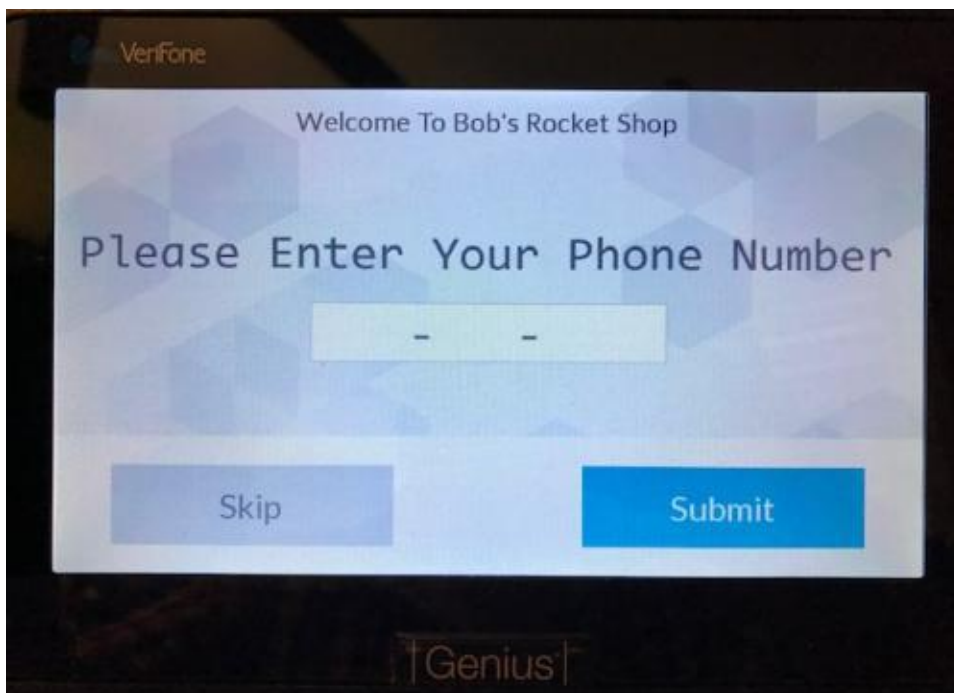 VeriFone
Welcome To Bob's Rocket Shop
Please Enter Your Phone Number
- -
Skip
Submit
Genius